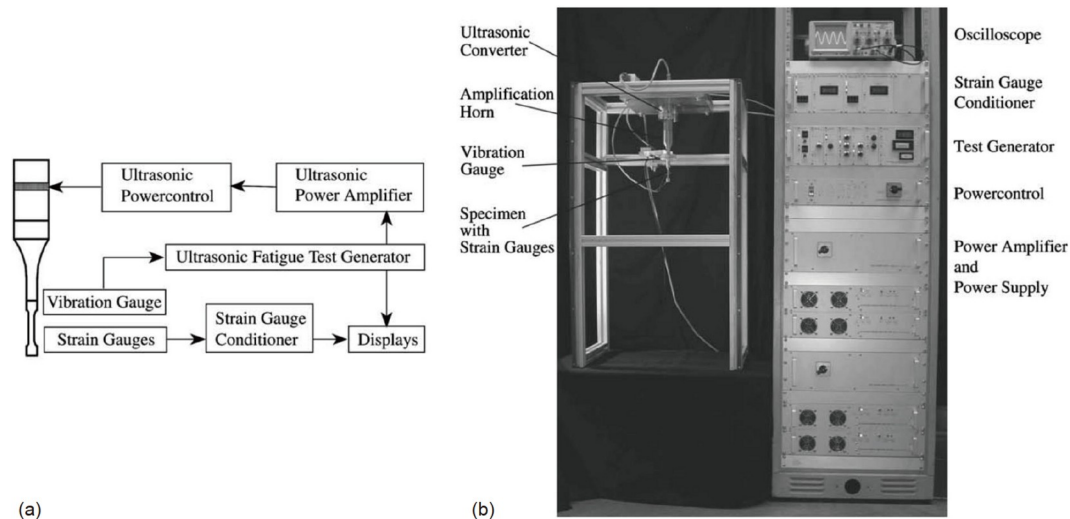 (a)
Ultrasonic
Powercontrol
Ultrasonic
Power Amplifier
Ultrasonic Fatigue Test Generator
Vibration Gauge
Strain Gauges
Strain Gauge
Conditioner
Displays
(b)
Ultrasonic
Converter
Amplification
Horn
Vibration
Gauge
Specimen
with
Strain Gauges
Oscilloscope
Strain Gauge
Conditioner
Test Generator
Powercontrol
Power Amplifier
and
Power Supply